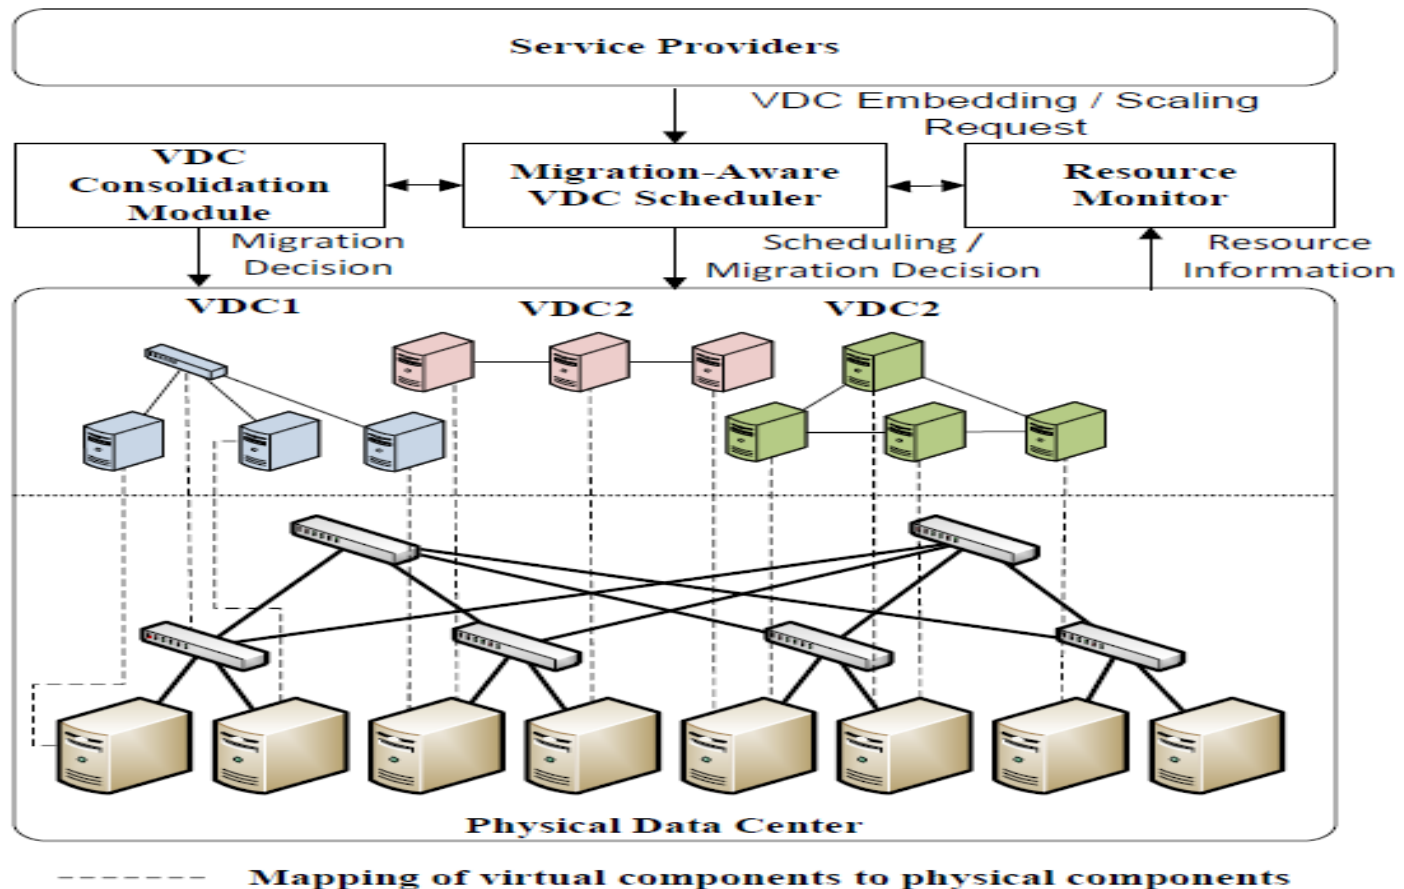 Service Providers
VDC Embedding / Scaling
Request
VDC
Consolidation
Module
Migration-Aware
VDC Scheduler
Resource
Monitor
Migration
Decision
Scheduling /
Migration Decision
Resource
Information
VDC1
VDC2
VDC2
Physical Data Center
Mapping of virtual components to physical components